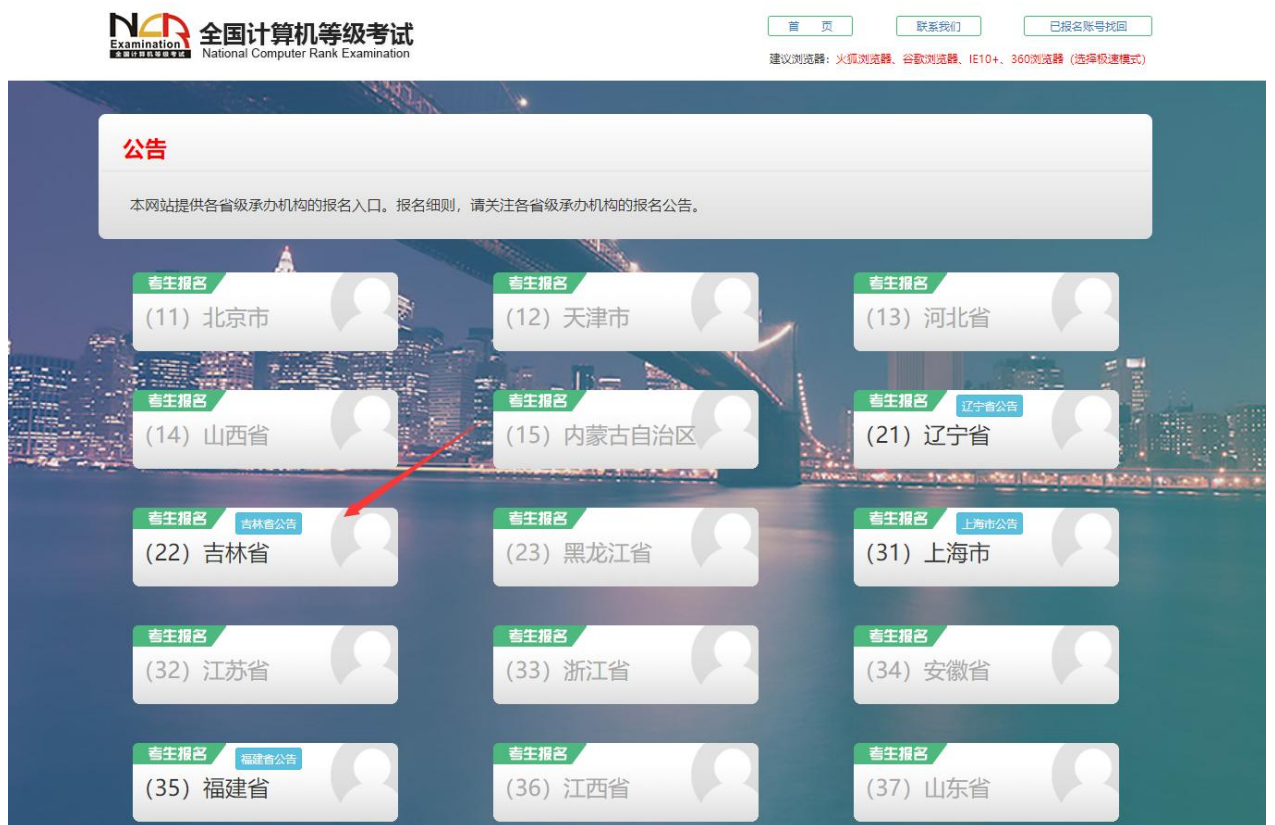 NCR
Examination
全国计算机等级考试
全国计算机等级考试
National Computer Rank Examination
首 页
联系我们
已报名账号找回
建议浏览器：火狐浏览器、谷歌浏览器、IE10+、360浏览器（选择极速模式）
公告
本网站提供各省级承办机构的报名入口。报名细则，请关注各省级承办机构的报名公告。
考生报名
(11) 北京市
考生报名
(12) 天津市
考生报名
(13) 河北省
考生报名
(14) 山西省
考生报名
(15) 内蒙古自治区
考生报名
辽宁省公告
(21) 辽宁省
考生报名
吉林省公告
(22) 吉林省
考生报名
(23) 黑龙江省
考生报名
上海市公告
(31) 上海市
考生报名
(32) 江苏省
考生报名
(33) 浙江省
考生报名
(34) 安徽省
考生报名
福建省公告
(35) 福建省
考生报名
(36) 江西省
考生报名
(37) 山东省